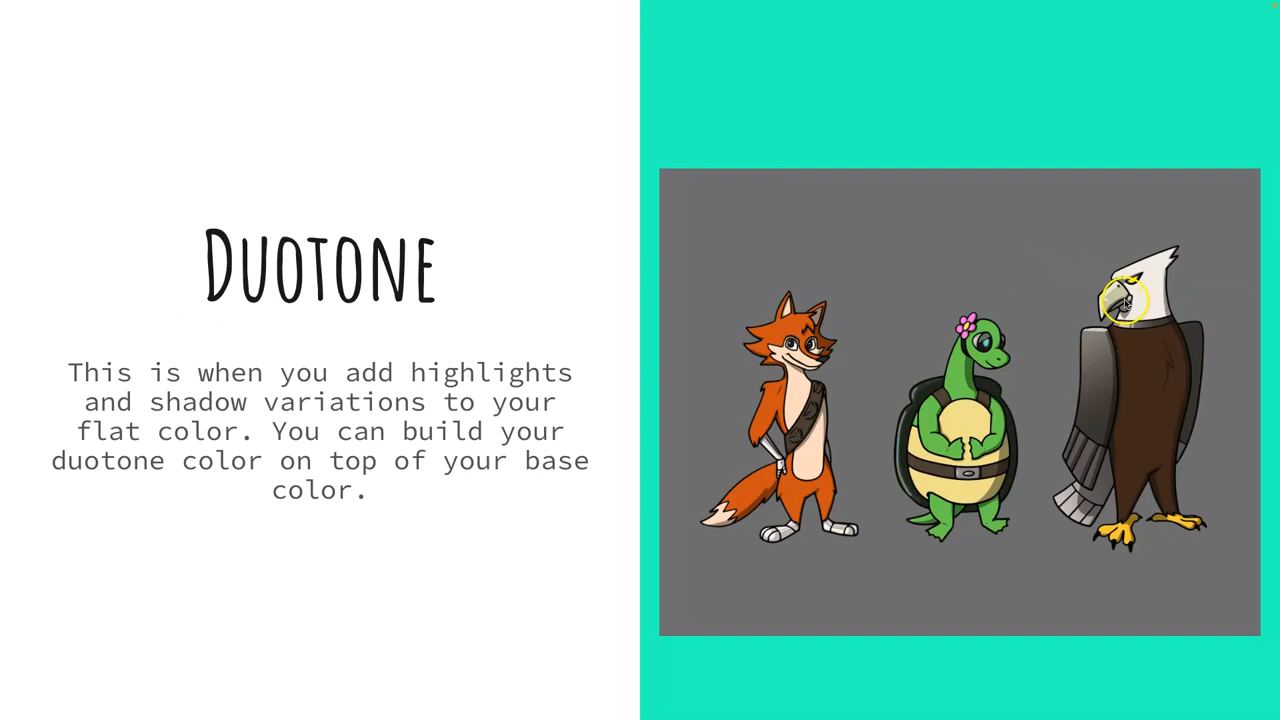 Duotone
This is when you add highlights
and shadow variations to your
flat color. You can build your
duotone color on top of your base
color.